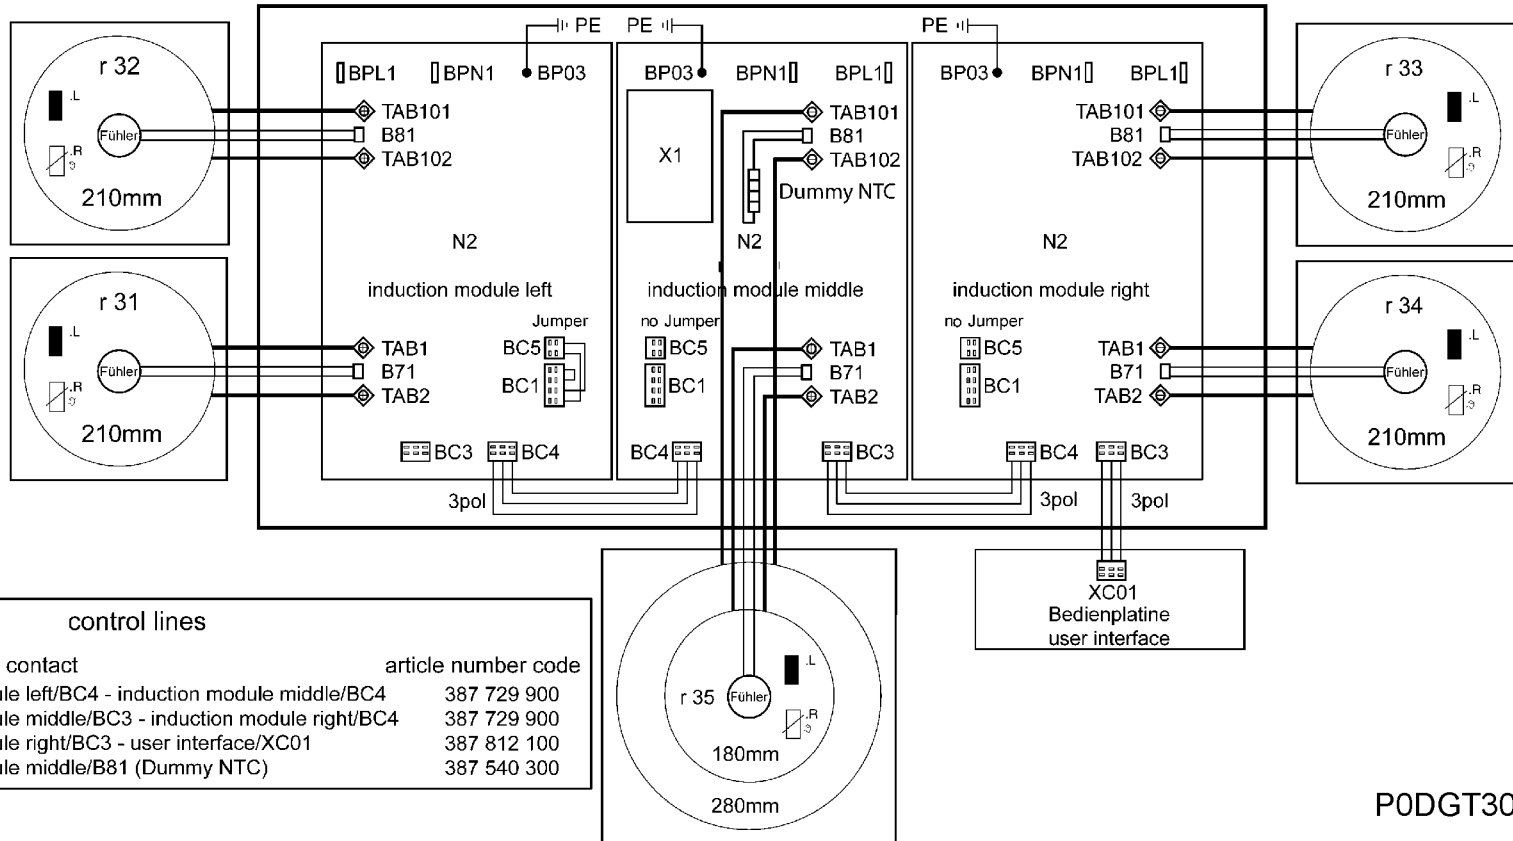 PE PE PE
r 32
.L
Fühler
.R
ϑ
210mm
r 31
.L
Fühler
.R
ϑ
210mm
BPL1 BPN1 BP03
TAB101
B81
TAB102
N2
induction module left
Jumper
BC5
BC1
TAB1
B71
TAB2
BC3 BC4
3pol
BP03 BPN1 BPL1
X1
TAB101
B81
TAB102
Dummy NTC
N2
induction module middle
no Jumper
BC5
BC1
TAB1
B71
TAB2
BC4 BC3
3pol
BP03 BPN1 BPL1
TAB101
B81
TAB102
N2
induction module right
no Jumper
BC5
BC1
TAB1
B71
TAB2
BC4 BC3
3pol
r 33
.L
Fühler
.R
ϑ
210mm
r 34
.L
Fühler
.R
ϑ
210mm
XC01
Bedienplatine
user interface
r 35
Fühler
.L
.R
ϑ
180mm
280mm
control lines
contact article number code
ule left/BC4 - induction module middle/BC4 387 729 900
ule middle/BC3 - induction module right/BC4 387 729 900
ule right/BC3 - user interface/XC01 387 812 100
ule middle/B81 (Dummy NTC) 387 540 300
P0DGT30